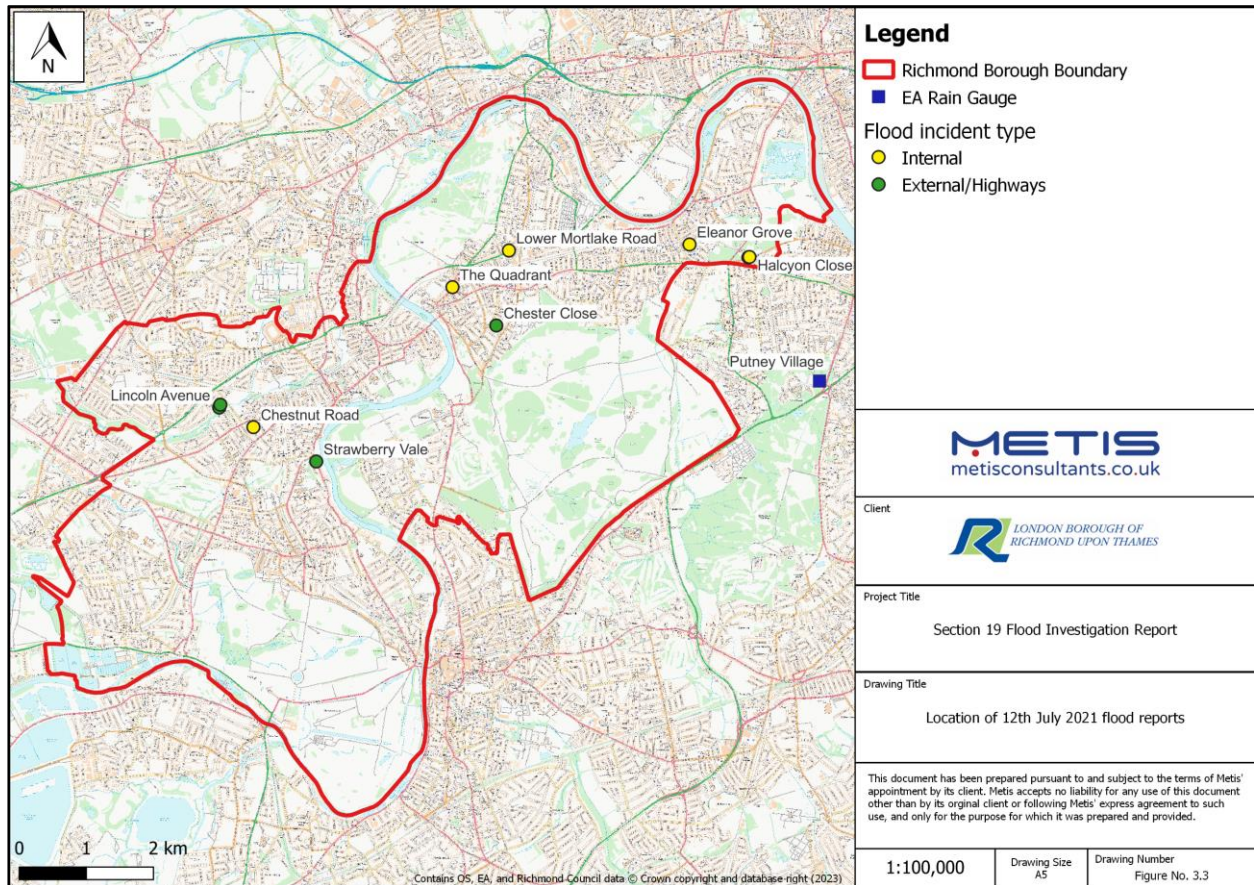 N
Lower Mortlake Road
Eleanor Grove
Halcyon Close
The Quadrant
Chester Close
Putney Village
Lincoln Avenue
Chestnut Road
Strawberry Vale
0 1 2 km
Contains OS, EA, and Richmond Council data © Crown copyright and database right (2023)
Legend
Richmond Borough Boundary
EA Rain Gauge
Flood incident type
Internal
External/Highways
METIS
metisconsultants.co.uk
Client
LONDON BOROUGH OF
RICHMOND UPON THAMES
Project Title
Section 19 Flood Investigation Report
Drawing Title
Location of 12th July 2021 flood reports
This document has been prepared pursuant to and subject to the terms of Metis'
appointment by its client. Metis accepts no liability for any use of this document
other than by its orginal client or following Metis' express agreement to such
use, and only for the purpose for which it was prepared and provided.
1:100,000
Drawing Size
A5
Drawing Number
Figure No. 3.3